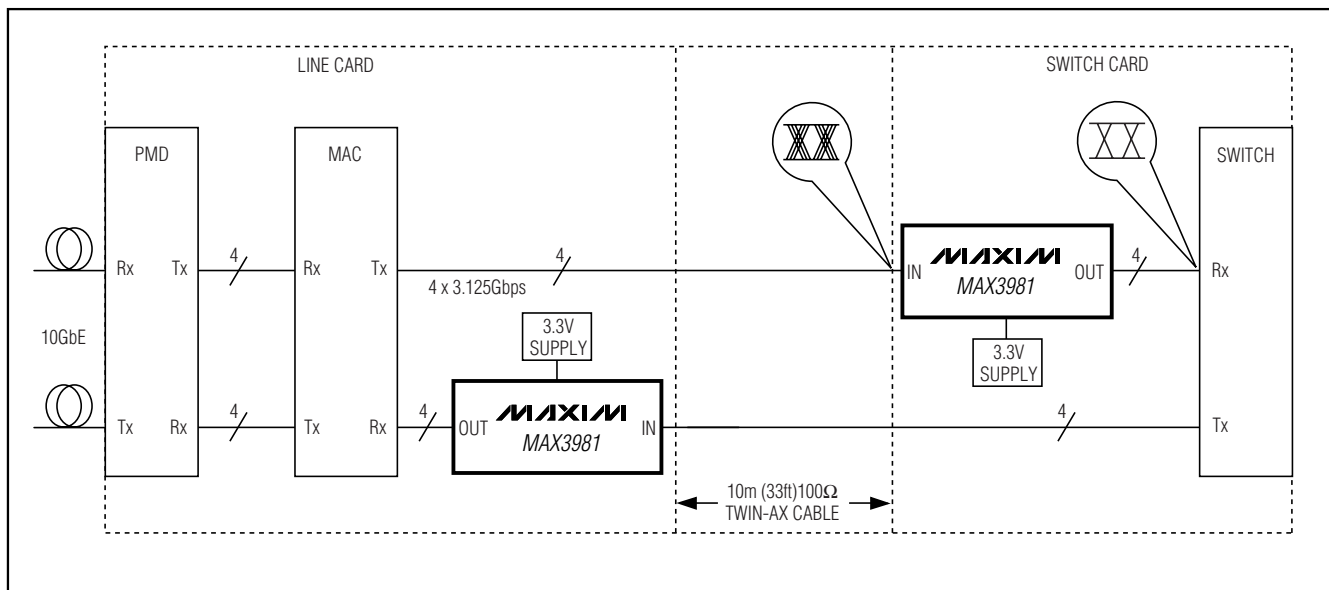 LINE CARD
SWITCH CARD
PMD
MAC
SWITCH
4
4
4
Rx
Tx
Rx
Tx
IN
MAXIM
MAX3981
OUT
Rx
4 x 3.125Gbps
10GbE
3.3V
SUPPLY
3.3V
SUPPLY
4
4
4
Tx
Rx
Tx
Rx
OUT
MAXIM
MAX3981
IN
Tx
10m (33ft)100Ω
TWIN-AX CABLE